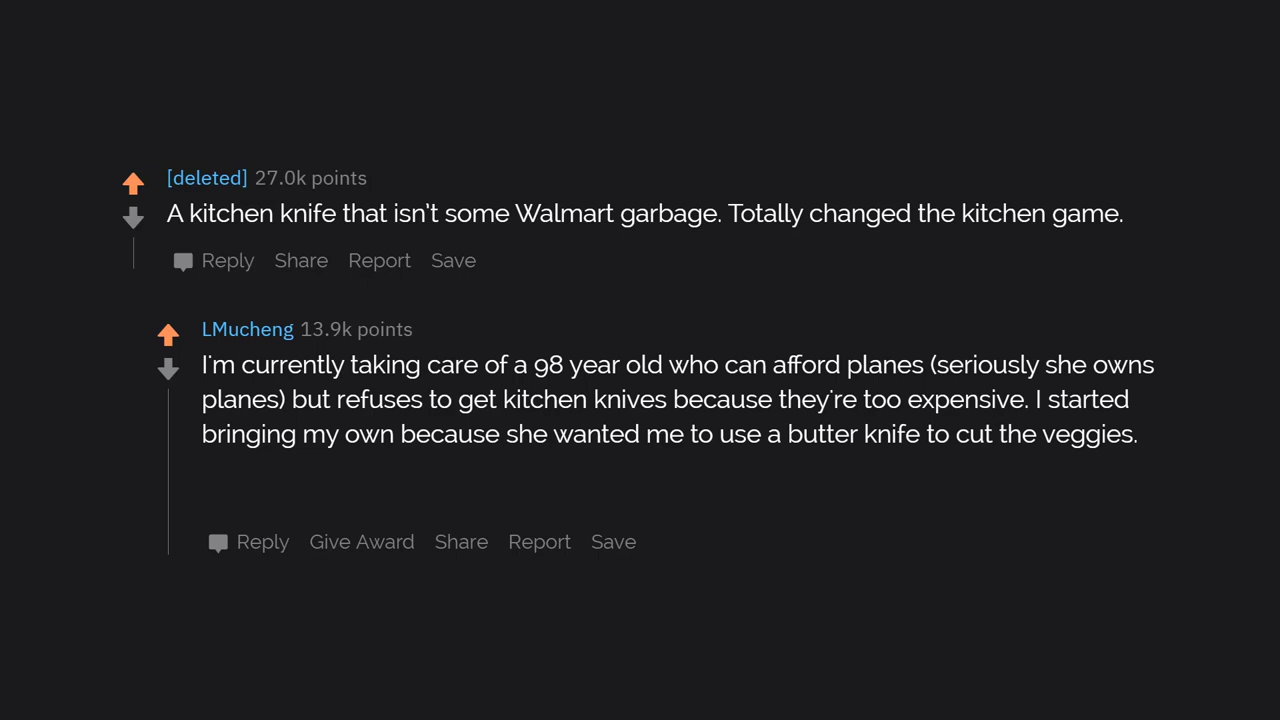 [deleted] 27.0k points
A kitchen knife that isn't some Walmart garbage. Totally changed the kitchen game.
Reply Share Report Save
LMucheng 13.9k points
I'm currently taking care of a 98 year old who can afford planes (seriously she owns
planes) but refuses to get kitchen knives because they're too expensive. I started
bringing my own because she wanted me to use a butter knife to cut the veggies.
Reply Give Award Share Report Save